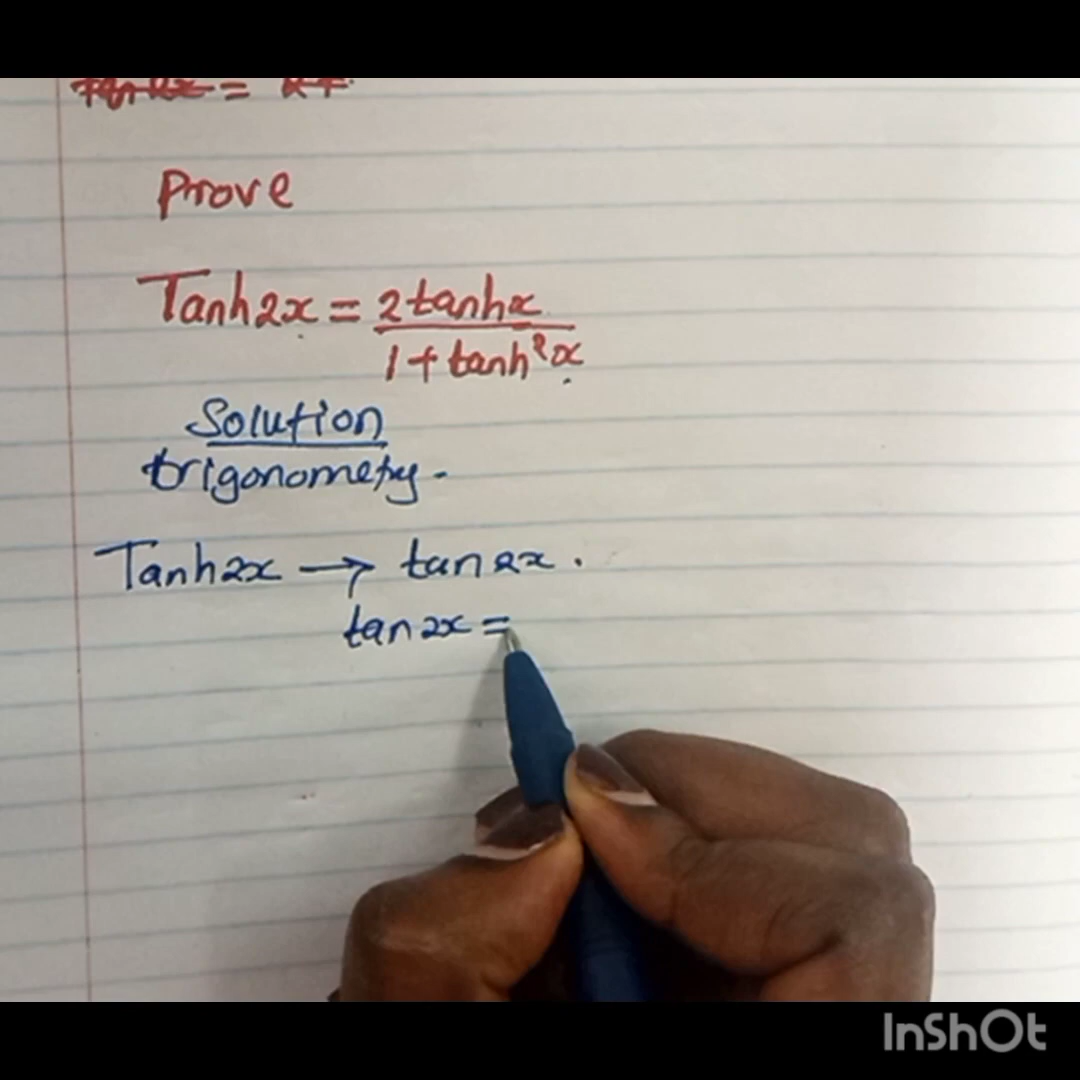 Prove
Tanh2x = 2tanhx
1 + tanh²x
Solution
trigonometry.
Tanh2x → tan2x.
tan2x =
InShOt